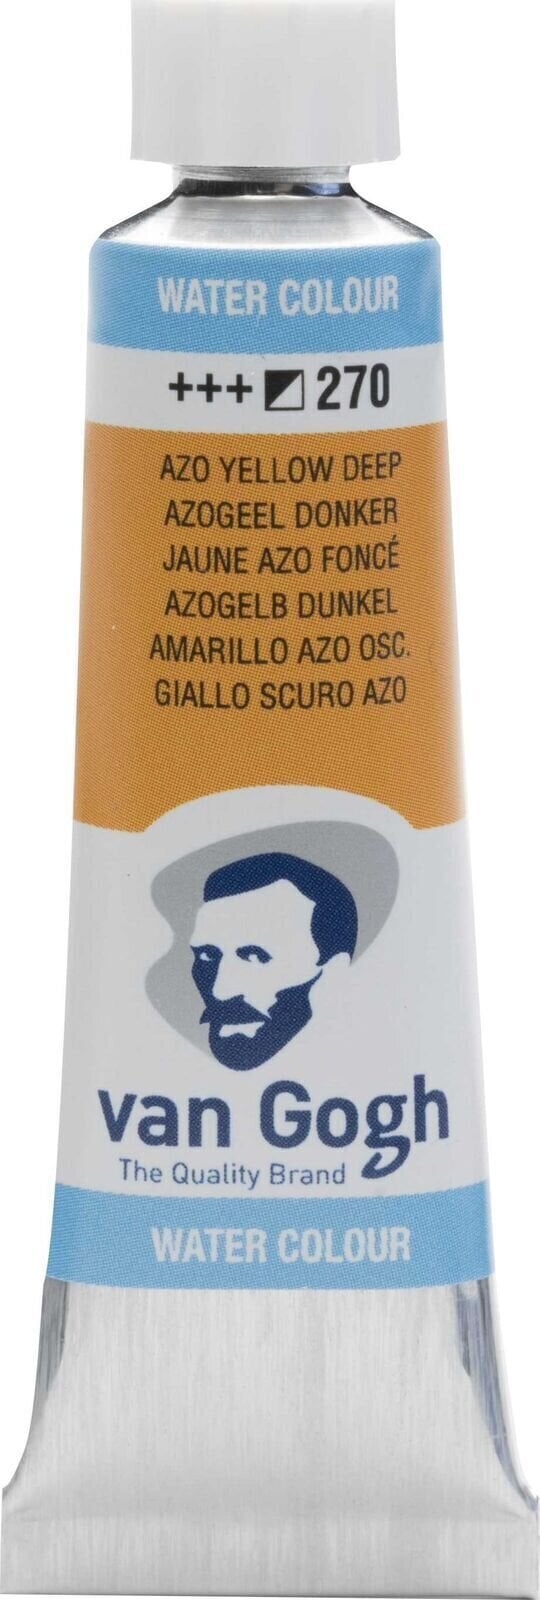 WATER COLOUR
+++ 270
AZO YELLOW DEEP
AZOGEEL DONKER
JAUNE AZO FONCÉ
AZOGELB DUNKEL
AMARILLO AZO OSC.
GIALLO SCURO AZO
van Gogh
The Quality Brand
WATER COLOUR